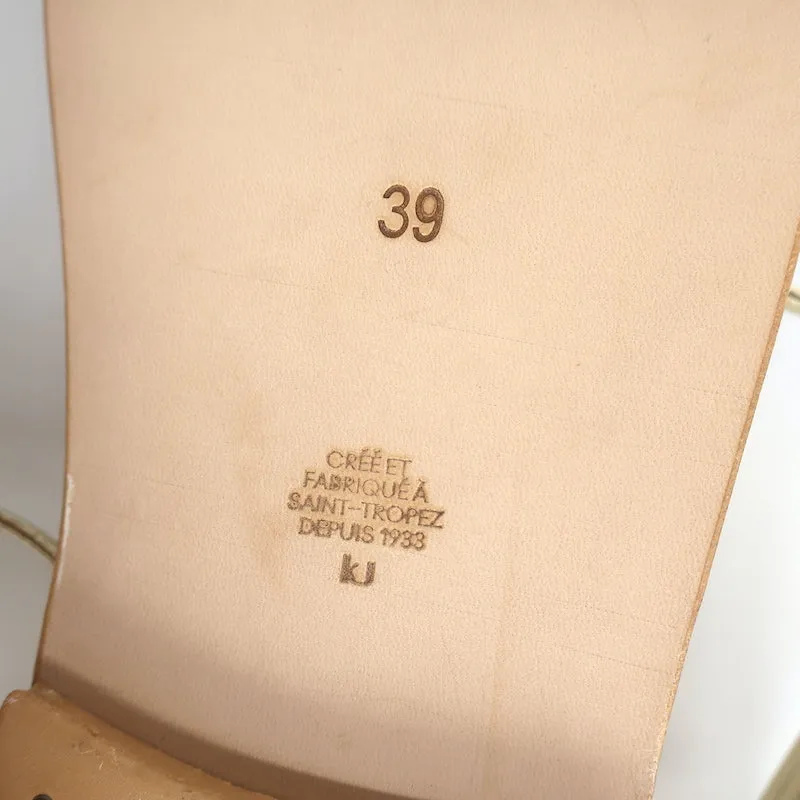 39
CRÉÉ ET
FABRIQUÉ À
SAINT-TROPEZ
DEPUIS 1933
kJ